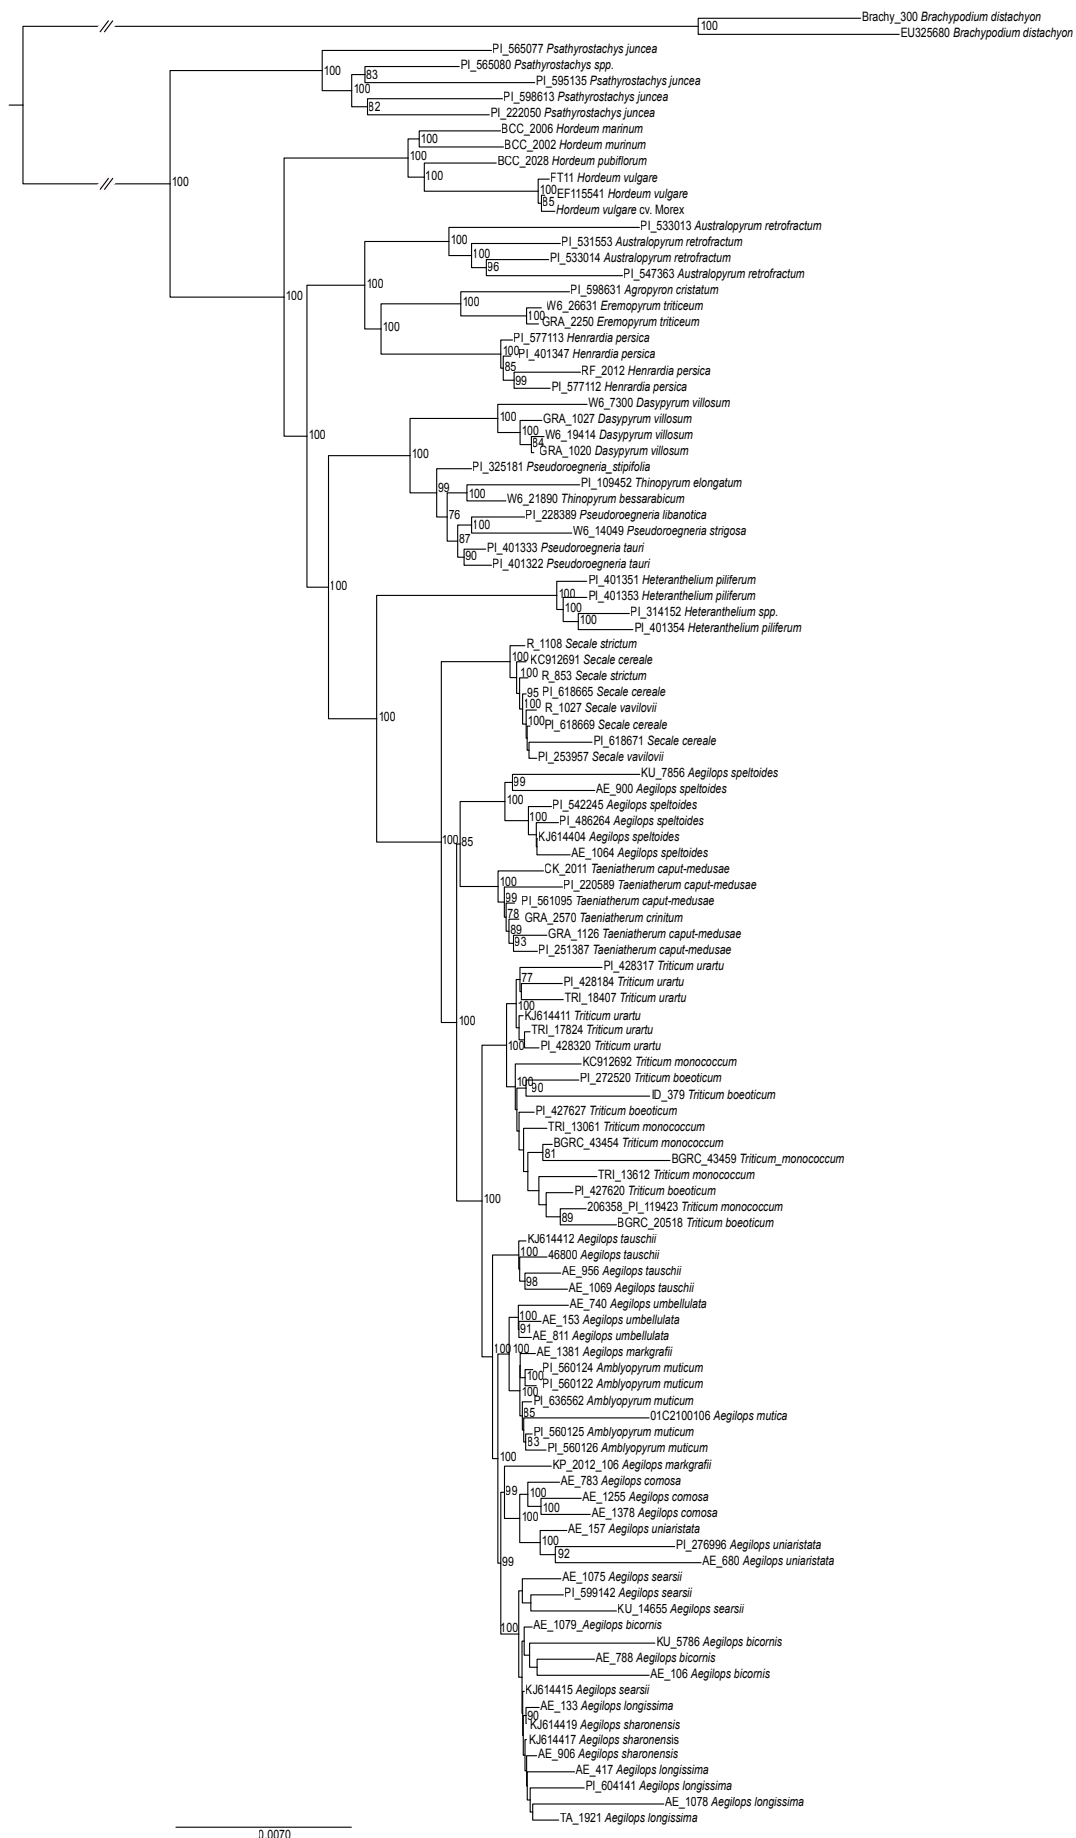 Brachy_300 Brachypodium distachyon
100
EU325680 Brachypodium distachyon
PI_565077 Psathyrostachys juncea
PI_565080 Psathyrostachys spp.
100
83
PI_595135 Psathyrostachys juncea
100
PI_598613 Psathyrostachys juncea
82
PI_222050 Psathyrostachys juncea
BCC_2006 Hordeum marinum
100
BCC_2002 Hordeum murinum
100
BCC_2028 Hordeum pubiflorum
100
FT11 Hordeum vulgare
100
100
EF115541 Hordeum vulgare
85
Hordeum vulgare cv. Morex
PI_533013 Australopyrum retrofractum
100
PI_531553 Australopyrum retrofractum
100
PI_533014 Australopyrum retrofractum
96
PI_547363 Australopyrum retrofractum
100
PI_598631 Agropyron cristatum
100
100
W6_26631 Eremopyrum triticeum
100
GRA_2250 Eremopyrum triticeum
100
PI_577113 Henrardia persica
100
PI_401347 Henrardia persica
85
RF_2012 Henrardia persica
99
PI_577112 Henrardia persica
W6_7300 Dasypyrum villosum
100
GRA_1027 Dasypyrum villosum
100
100
W6_19414 Dasypyrum villosum
84
GRA_1020 Dasypyrum villosum
100
PI_325181 Pseudoroegneria_stipifolia
99
PI_109452 Thinopyrum elongatum
100
W6_21890 Thinopyrum bessarabicum
76
PI_228389 Pseudoroegneria libanotica
100
W6_14049 Pseudoroegneria strigosa
87
PI_401333 Pseudoroegneria tauri
90
PI_401322 Pseudoroegneria tauri
100
PI_401351 Heteranthelium piliferum
100
PI_401353 Heteranthelium piliferum
100
PI_314152 Heteranthelium spp.
100
PI_401354 Heteranthelium piliferum
R_1108 Secale strictum
100
KC912691 Secale cereale
100
R_853 Secale strictum
95
PI_618665 Secale cereale
100
R_1027 Secale vavilovii
100
100
PI_618669 Secale cereale
PI_618671 Secale cereale
PI_253957 Secale vavilovii
KU_7856 Aegilops speltoides
99
AE_900 Aegilops speltoides
100
PI_542245 Aegilops speltoides
100
PI_486264 Aegilops speltoides
KJ614404 Aegilops speltoides
100
85
AE_1064 Aegilops speltoides
CK_2011 Taeniatherum caput-medusae
100
PI_220589 Taeniatherum caput-medusae
99
PI_561095 Taeniatherum caput-medusae
78
GRA_2570 Taeniatherum crinitum
89
GRA_1126 Taeniatherum caput-medusae
93
PI_251387 Taeniatherum caput-medusae
PI_428317 Triticum urartu
77
PI_428184 Triticum urartu
TRI_18407 Triticum urartu
100
KJ614411 Triticum urartu
100
TRI_17824 Triticum urartu
100
PI_428320 Triticum urartu
KC912692 Triticum monococcum
100
PI_272520 Triticum boeoticum
90
ID_379 Triticum boeoticum
PI_427627 Triticum boeoticum
TRI_13061 Triticum monococcum
BGRC_43454 Triticum monococcum
81
BGRC_43459 Triticum_monococcum
TRI_13612 Triticum monococcum
PI_427620 Triticum boeoticum
100
206358_PI_119423 Triticum monococcum
89
BGRC_20518 Triticum boeoticum
KJ614412 Aegilops tauschii
100
46800 Aegilops tauschii
AE_956 Aegilops tauschii
98
AE_1069 Aegilops tauschii
AE_740 Aegilops umbellulata
100
AE_153 Aegilops umbellulata
91
AE_811 Aegilops umbellulata
100
100
AE_1381 Aegilops markgrafii
PI_560124 Amblyopyrum muticum
100
PI_560122 Amblyopyrum muticum
100
PI_636562 Amblyopyrum muticum
85
01C2100106 Aegilops mutica
PI_560125 Amblyopyrum muticum
83
PI_560126 Amblyopyrum muticum
100
KP_2012_106 Aegilops markgrafii
AE_783 Aegilops comosa
99
100
AE_1255 Aegilops comosa
100
AE_1378 Aegilops comosa
100
AE_157 Aegilops uniaristata
100
PI_276996 Aegilops uniaristata
92
AE_680 Aegilops uniaristata
99
AE_1075 Aegilops searsii
PI_599142 Aegilops searsii
KU_14655 Aegilops searsii
100
AE_1079_Aegilops bicornis
KU_5786 Aegilops bicornis
AE_788 Aegilops bicornis
AE_106 Aegilops bicornis
KJ614415 Aegilops searsii
AE_133 Aegilops longissima
90
KJ614419 Aegilops sharonensis
KJ614417 Aegilops sharonensis
AE_906 Aegilops sharonensis
AE_417 Aegilops longissima
PI_604141 Aegilops longissima
AE_1078 Aegilops longissima
TA_1921 Aegilops longissima
0.0070